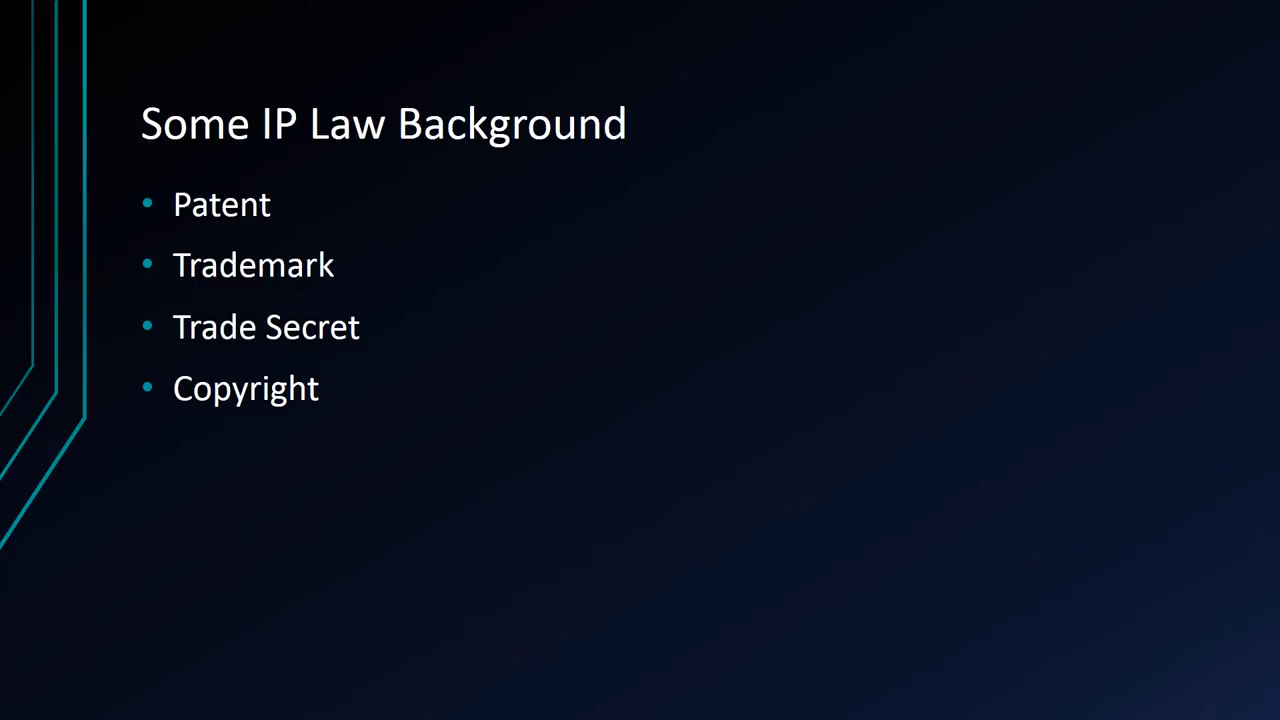 Some IP Law Background
• Patent
• Trademark
• Trade Secret
• Copyright